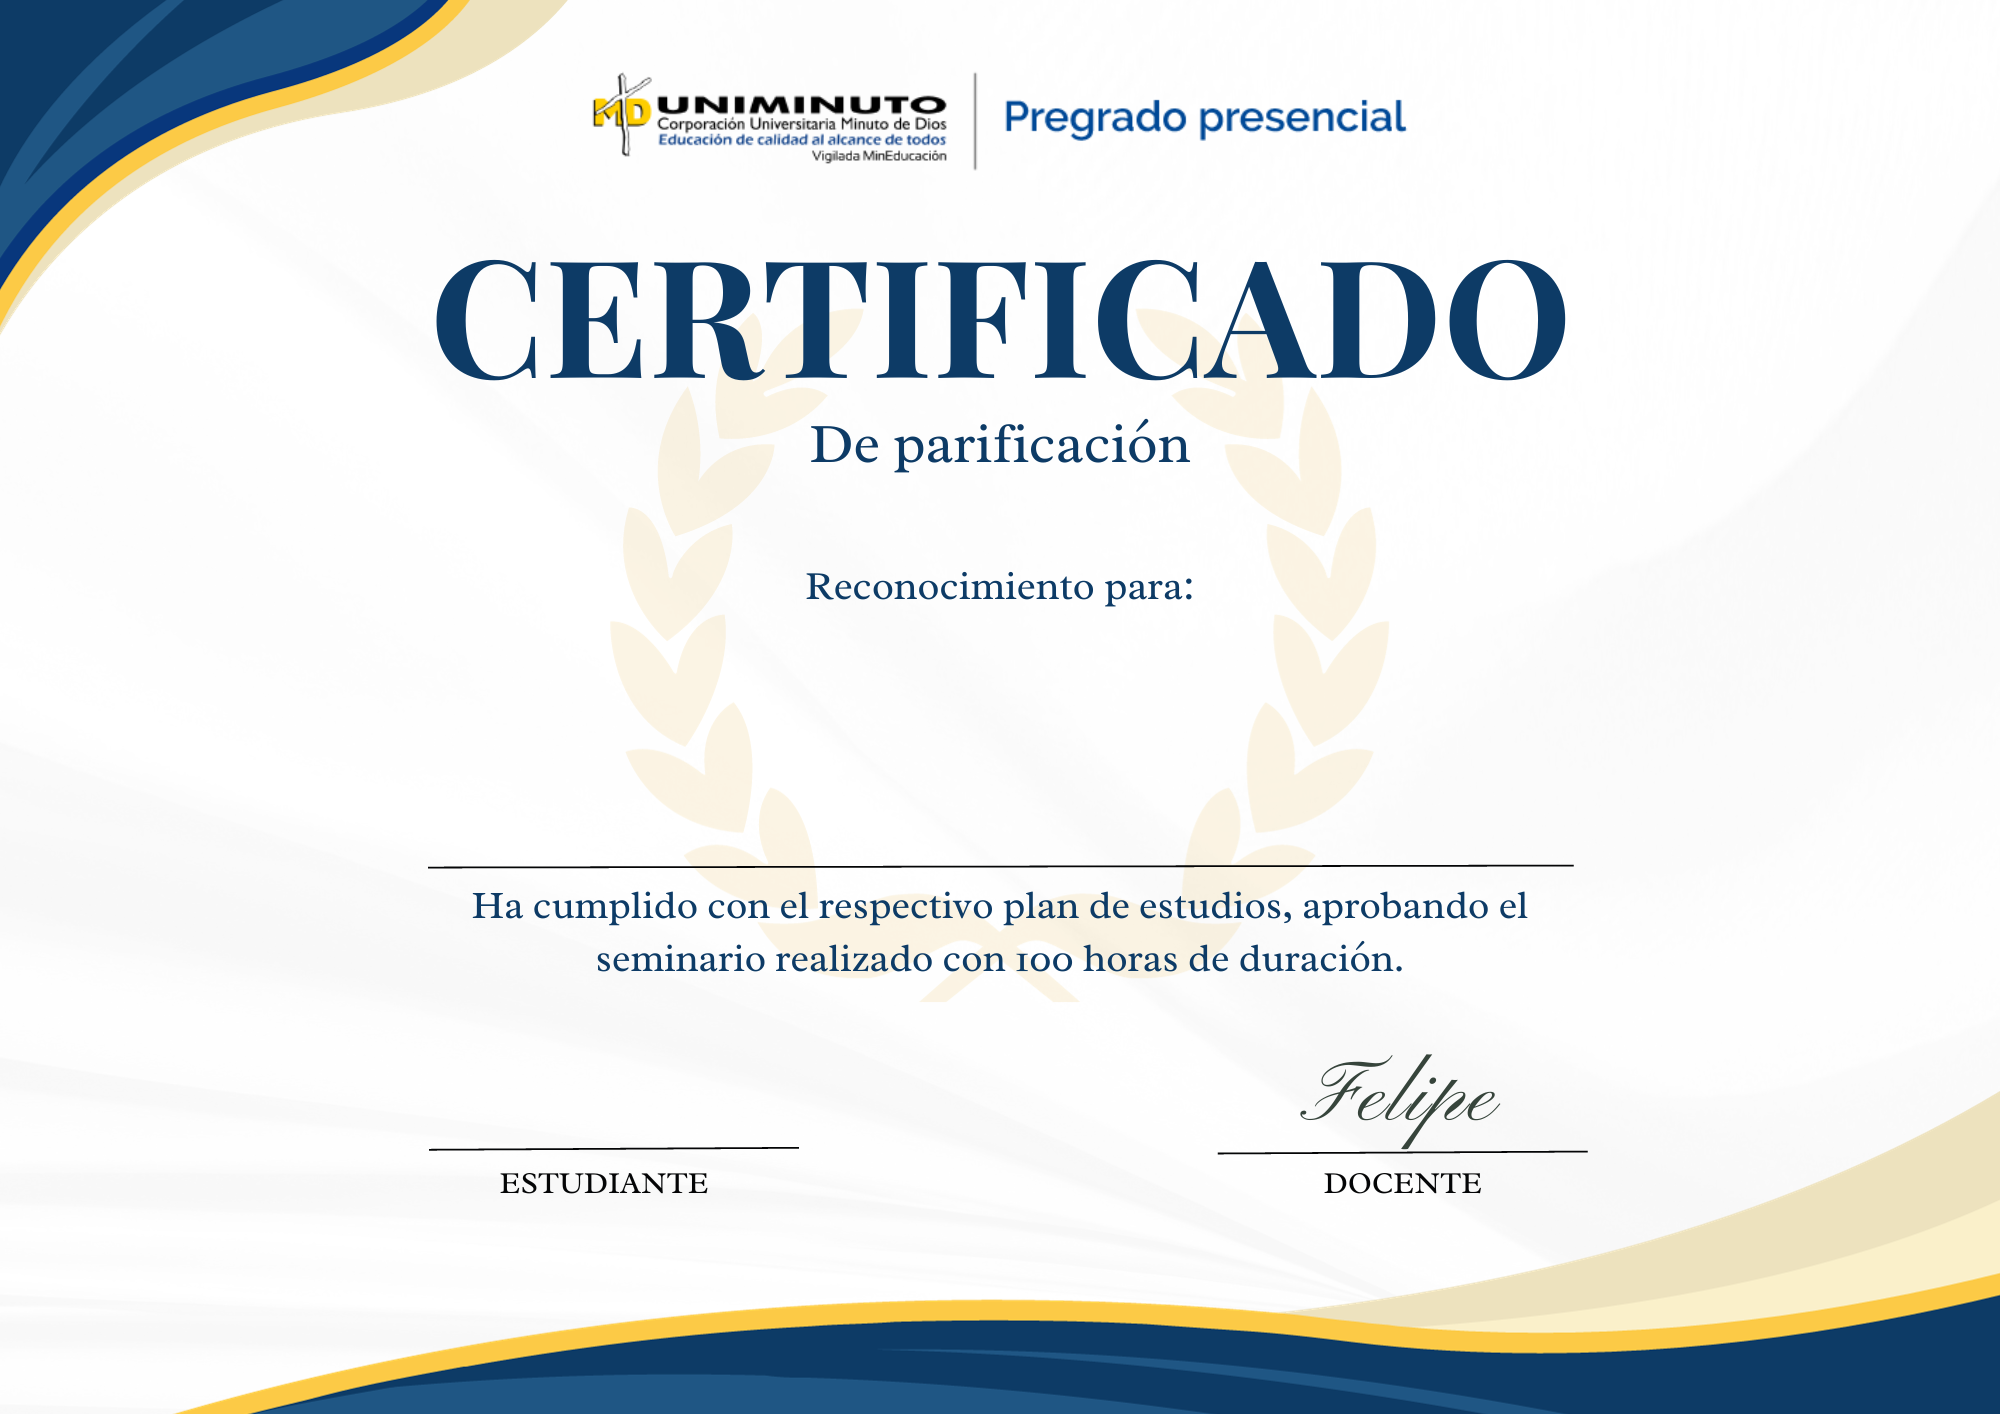 MD UNIMINUTO
Corporación Universitaria Minuto de Dios
Educación de calidad al alcance de todos
Vigilada MinEducación
Pregrado presencial
CERTIFICADO
De parificación
Reconocimiento para:
Ha cumplido con el respectivo plan de estudios, aprobando el
seminario realizado con 100 horas de duración.
Felipe
ESTUDIANTE
DOCENTE